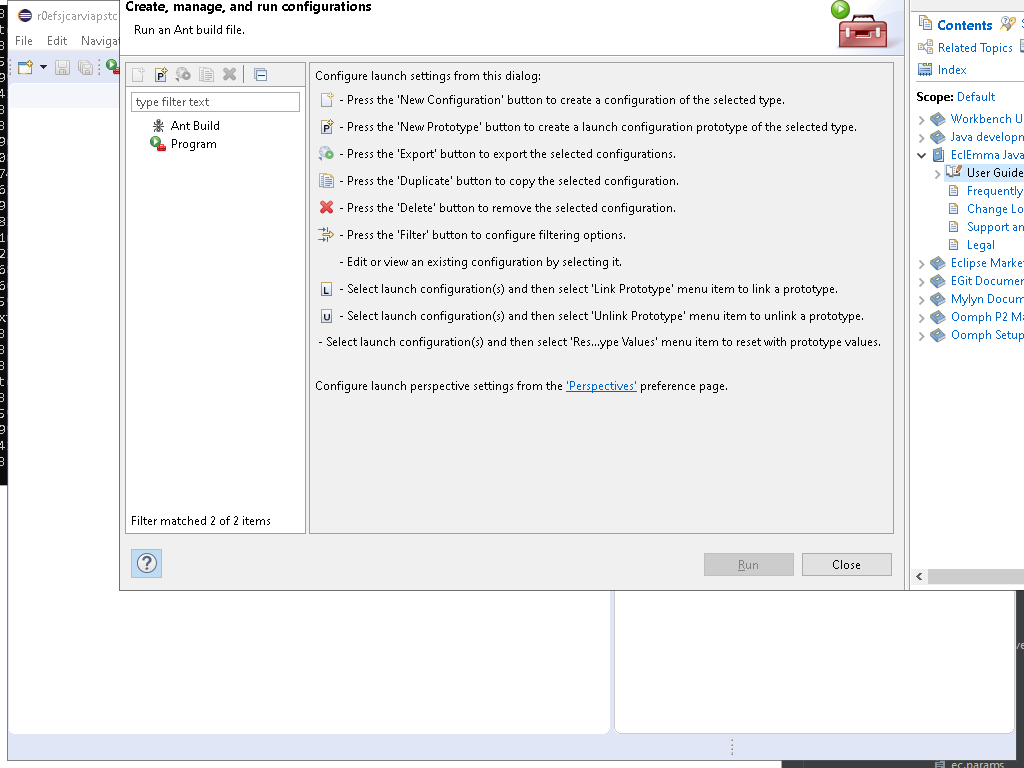 r0efsjcarviapstc
File Edit Navigat
Create, manage, and run configurations
Run an Ant build file.
type filter text
Ant Build
Program
Filter matched 2 of 2 items
Configure launch settings from this dialog:
- Press the 'New Configuration' button to create a configuration of the selected type.
- Press the 'New Prototype' button to create a launch configuration prototype of the selected type.
- Press the 'Export' button to export the selected configurations.
- Press the 'Duplicate' button to copy the selected configuration.
- Press the 'Delete' button to remove the selected configuration.
- Press the 'Filter' button to configure filtering options.
- Edit or view an existing configuration by selecting it.
L - Select launch configuration(s) and then select 'Link Prototype' menu item to link a prototype.
U - Select launch configuration(s) and then select 'Unlink Prototype' menu item to unlink a prototype.
- Select launch configuration(s) and then select 'Res...ype Values' menu item to reset with prototype values.
Configure launch perspective settings from the 'Perspectives' preference page.
?
Run
Close
Contents
Related Topics
Index
Scope: Default
Workbench U
Java developm
EclEmma Java
User Guide
Frequently
Change Lo
Support an
Legal
Eclipse Market
EGit Documen
Mylyn Docum
Oomph P2 Ma
Oomph Setup
ec.params